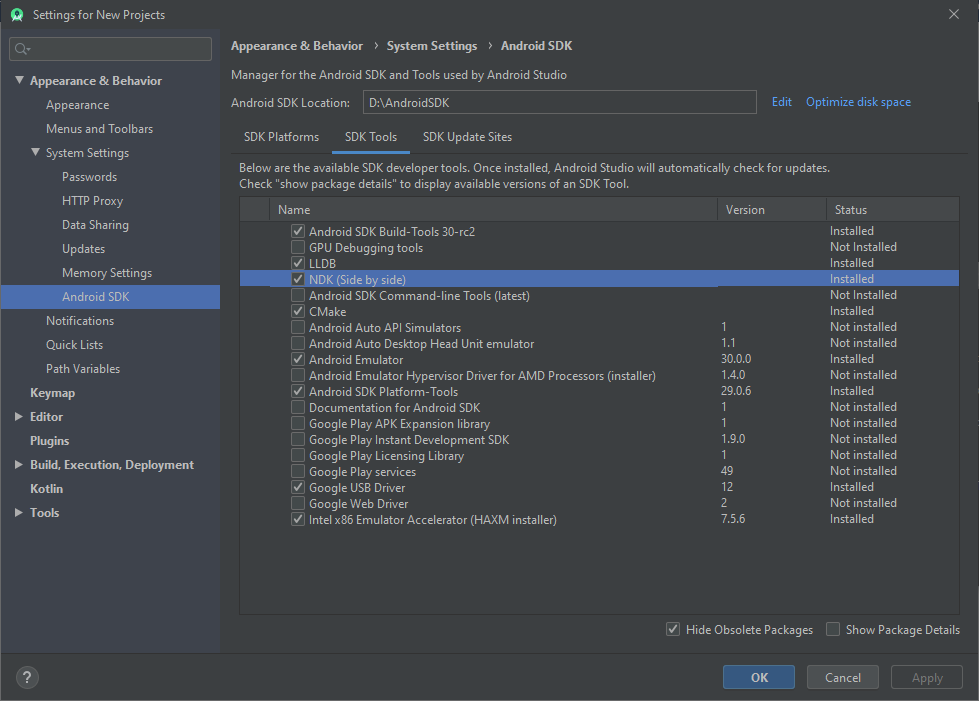 Settings for New Projects
Appearance & Behavior
Appearance
Menus and Toolbars
System Settings
Passwords
HTTP Proxy
Data Sharing
Updates
Memory Settings
Android SDK
Notifications
Quick Lists
Path Variables
Keymap
Editor
Plugins
Build, Execution, Deployment
Kotlin
Tools
Appearance & Behavior › System Settings › Android SDK
Manager for the Android SDK and Tools used by Android Studio
Android SDK Location: D:\AndroidSDK Edit Optimize disk space
SDK Platforms SDK Tools SDK Update Sites
Below are the available SDK developer tools. Once installed, Android Studio will automatically check for updates.
Check "show package details" to display available versions of an SDK Tool.
Name Version Status
Android SDK Build-Tools 30-rc2 Installed
GPU Debugging tools Not Installed
LLDB Installed
NDK (Side by side) Installed
Android SDK Command-line Tools (latest) Not Installed
CMake Installed
Android Auto API Simulators 1 Not installed
Android Auto Desktop Head Unit emulator 1.1 Not installed
Android Emulator 30.0.0 Installed
Android Emulator Hypervisor Driver for AMD Processors (installer) 1.4.0 Not installed
Android SDK Platform-Tools 29.0.6 Installed
Documentation for Android SDK 1 Not installed
Google Play APK Expansion library 1 Not installed
Google Play Instant Development SDK 1.9.0 Not installed
Google Play Licensing Library 1 Not installed
Google Play services 49 Not installed
Google USB Driver 12 Installed
Google Web Driver 2 Not installed
Intel x86 Emulator Accelerator (HAXM installer) 7.5.6 Installed
Hide Obsolete Packages Show Package Details
? OK Cancel Apply